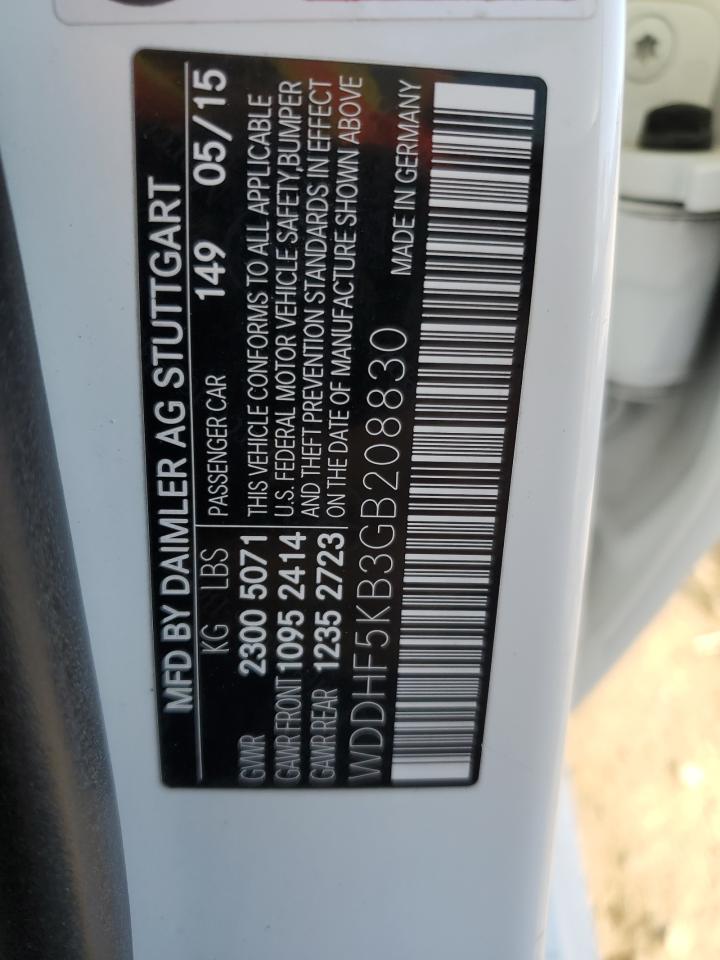 MFD BY DAIMLER AG STUTTGART
KG LBS PASSENGER CAR 149 05/15
GVWR 2300 5071 THIS VEHICLE CONFORMS TO ALL APPLICABLE
GAWR FRONT 1095 2414 U.S. FEDERAL MOTOR VEHICLE SAFETY, BUMPER
GAWR REAR 1235 2723 AND THEFT PREVENTION STANDARDS IN EFFECT
ON THE DATE OF MANUFACTURE SHOWN ABOVE
WDDHF5KB3GB208830 MADE IN GERMANY